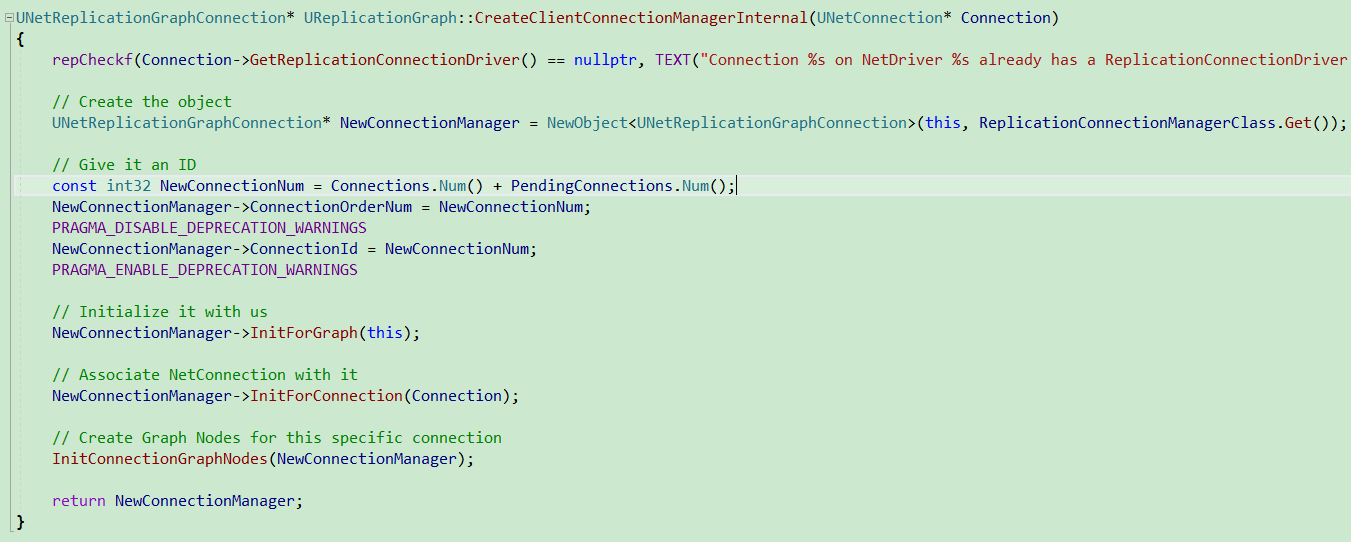 UNetReplicationGraphConnection* UReplicationGraph::CreateClientConnectionManagerInternal(UNetConnection* Connection)
{
repCheckf(Connection->GetReplicationConnectionDriver() == nullptr, TEXT("Connection %s on NetDriver %s already has a ReplicationConnectionDriver
// Create the object
UNetReplicationGraphConnection* NewConnectionManager = NewObject<UNetReplicationGraphConnection>(this, ReplicationConnectionManagerClass.Get());
// Give it an ID
const int32 NewConnectionNum = Connections.Num() + PendingConnections.Num();
NewConnectionManager->ConnectionOrderNum = NewConnectionNum;
PRAGMA_DISABLE_DEPRECATION_WARNINGS
NewConnectionManager->ConnectionId = NewConnectionNum;
PRAGMA_ENABLE_DEPRECATION_WARNINGS
// Initialize it with us
NewConnectionManager->InitForGraph(this);
// Associate NetConnection with it
NewConnectionManager->InitForConnection(Connection);
// Create Graph Nodes for this specific connection
InitConnectionGraphNodes(NewConnectionManager);
return NewConnectionManager;
}